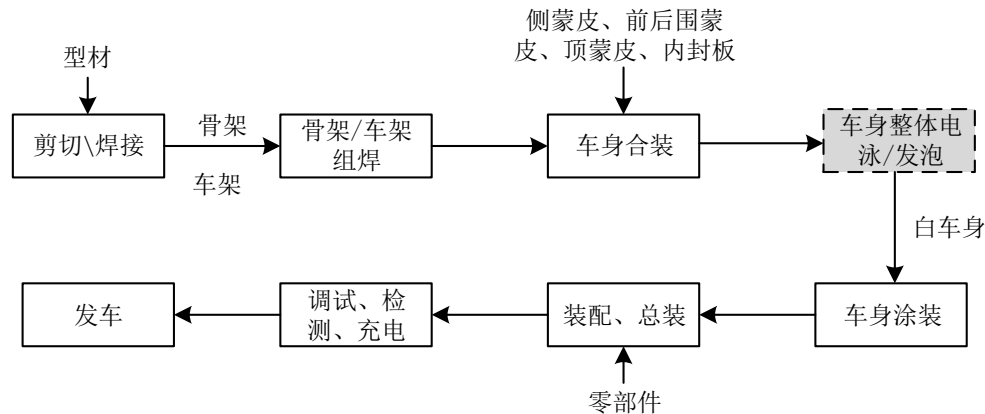 侧蒙皮、前后围蒙
皮、顶蒙皮、内封板
型材
剪切\焊接
骨架
车架
骨架/车架
组焊
车身合装
车身整体电
泳/发泡
白车身
发车
调试、检
测、充电
装配、总装
车身涂装
零部件